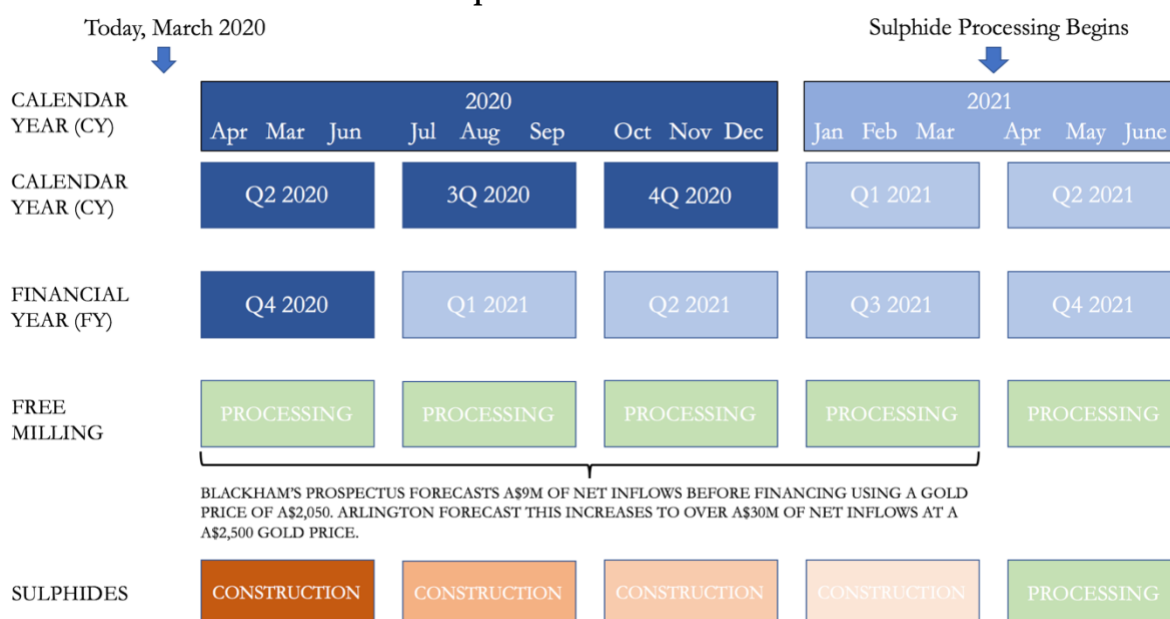 Today, March 2020
Sulphide Processing Begins
CALENDAR
YEAR (CY)
2020
Apr Mar Jun Jul Aug Sep Oct Nov Dec
2021
Jan Feb Mar Apr May June
CALENDAR
YEAR (CY)
Q2 2020
3Q 2020
4Q 2020
Q1 2021
Q2 2021
FINANCIAL
YEAR (FY)
Q4 2020
Q1 2021
Q2 2021
Q3 2021
Q4 2021
FREE
MILLING
PROCESSING
PROCESSING
PROCESSING
PROCESSING
PROCESSING
BLACKHAM'S PROSPECTUS FORECASTS A$9M OF NET INFLOWS BEFORE FINANCING USING A GOLD
PRICE OF A$2,050. ARLINGTON FORECAST THIS INCREASES TO OVER A$30M OF NET INFLOWS AT A
A$2,500 GOLD PRICE.
SULPHIDES
CONSTRUCTION
CONSTRUCTION
CONSTRUCTION
CONSTRUCTION
PROCESSING